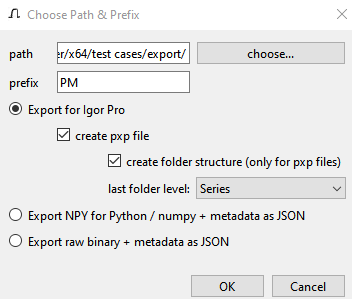 Choose Path & Prefix
path er/x64/test cases/export/ choose...
prefix PM
Export for Igor Pro
create pxp file
create folder structure (only for pxp files)
last folder level: Series
Export NPY for Python / numpy + metadata as JSON
Export raw binary + metadata as JSON
OK Cancel